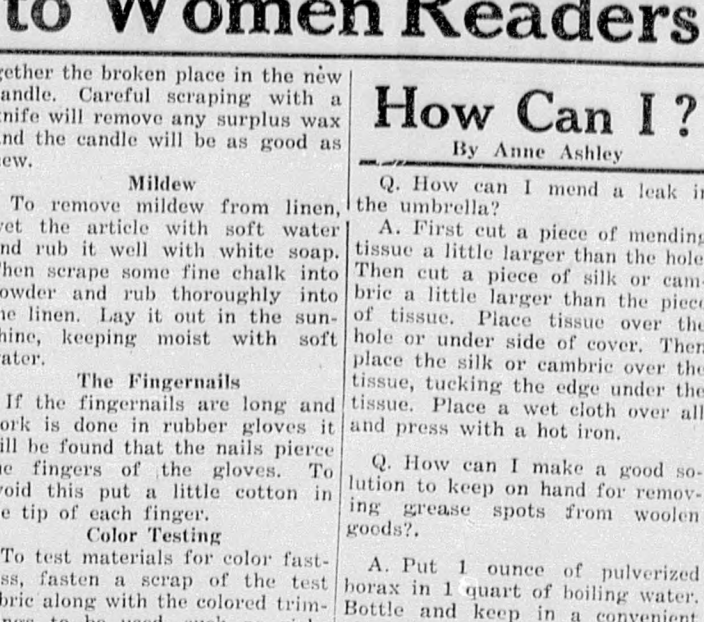 to Women Readers
gether the broken place in the new
andle. Careful scraping with a
nife will remove any surplus wax
nd the candle will be as good as
ew.
Mildew
To remove mildew from linen,
et the article with soft water
nd rub it well with white soap.
hen scrape some fine chalk into
owder and rub thoroughly into
he linen. Lay it out in the sun-
hine, keeping moist with soft
ater.
The Fingernails
If the fingernails are long and
ork is done in rubber gloves it
ill be found that the nails pierce
e fingers of the gloves. To
void this put a little cotton in
e tip of each finger.
Color Testing
To test materials for color fast-
ss, fasten a scrap of the test
bric along with the colored trim-
How Can I?
By Anne Ashley
Q. How can I mend a leak in
the umbrella?
A. First cut a piece of mending
tissue a little larger than the hole
Then cut a piece of silk or cam-
bric a little larger than the piece
of tissue. Place tissue over the
hole or under side of cover. Then
place the silk or cambric over the
tissue, tucking the edge under the
tissue. Place a wet cloth over all
and press with a hot iron.
Q. How can I make a good so-
lution to keep on hand for remov-
ing grease spots from woolen
goods?.
A. Put 1 ounce of pulverized
borax in 1 quart of boiling water.
Bottle and keep in a convenient